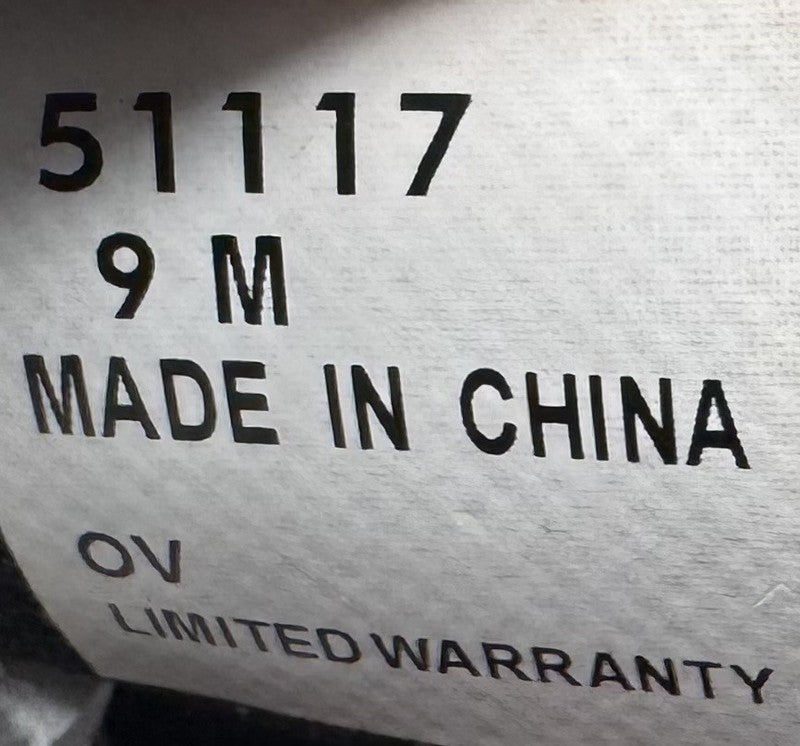 51117
9 M
MADE IN CHINA
OV
LIMITED WARRANTY